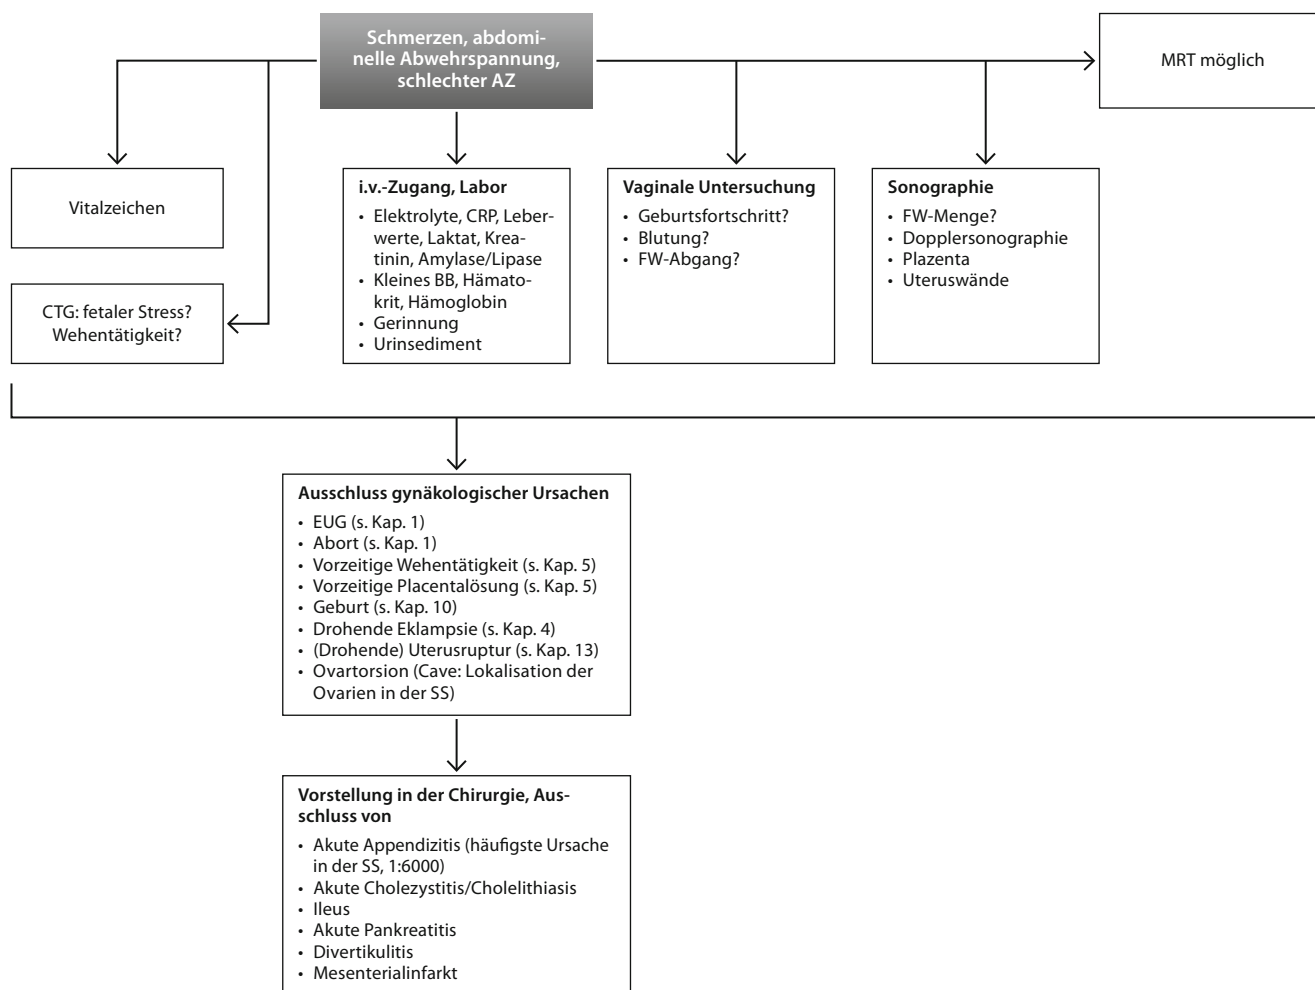 Schmerzen, abdomi-
nelle Abwehrspannung,
schlechter AZ
MRT möglich
Vitalzeichen
CTG: fetaler Stress?
Wehentätigkeit?
i.v.-Zugang, Labor
• Elektrolyte, CRP, Leber-
werte, Laktat, Krea-
tinin, Amylase/Lipase
• Kleines BB, Hämato-
krit, Hämoglobin
• Gerinnung
• Urinsediment
Vaginale Untersuchung
• Geburtsfortschritt?
• Blutung?
• FW-Abgang?
Sonographie
• FW-Menge?
• Dopplersonographie
• Plazenta
• Uteruswände
Ausschluss gynäkologischer Ursachen
• EUG (s. Kap. 1)
• Abort (s. Kap. 1)
• Vorzeitige Wehentätigkeit (s. Kap. 5)
• Vorzeitige Placentalösung (s. Kap. 5)
• Geburt (s. Kap. 10)
• Drohende Eklampsie (s. Kap. 4)
• (Drohende) Uterusruptur (s. Kap. 13)
• Ovartorsion (Cave: Lokalisation der
Ovarien in der SS)
Vorstellung in der Chirurgie, Aus-
schluss von
• Akute Appendizitis (häufigste Ursache
in der SS, 1:6000)
• Akute Cholezystitis/Cholelithiasis
• Ileus
• Akute Pankreatitis
• Divertikulitis
• Mesenterialinfarkt